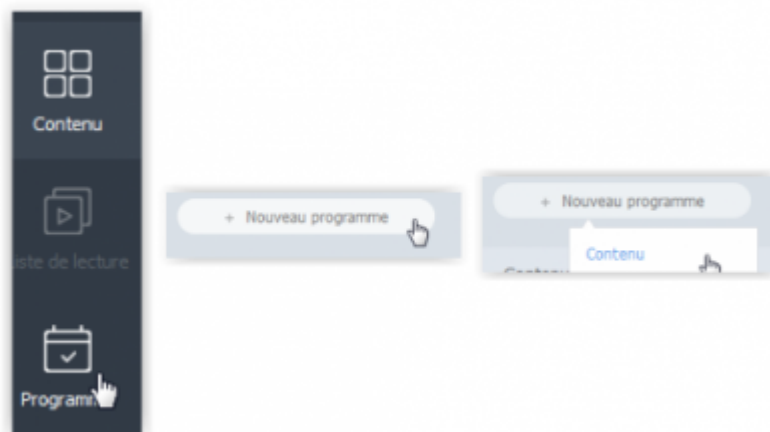 Contenu
iste de lecture
Programm
+ Nouveau programme
+ Nouveau programme
Contenu